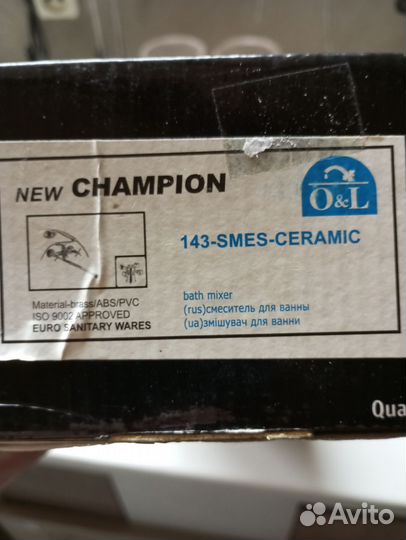 NEW CHAMPION
O&L
143-SMES-CERAMIC
Material-brass/ABS/PVC
ISO 9002 APPROVED
EURO SANITARY WARES
bath mixer
(rus)смеситель для ванны
(ua)змішувач для ванни
Qua
Avito